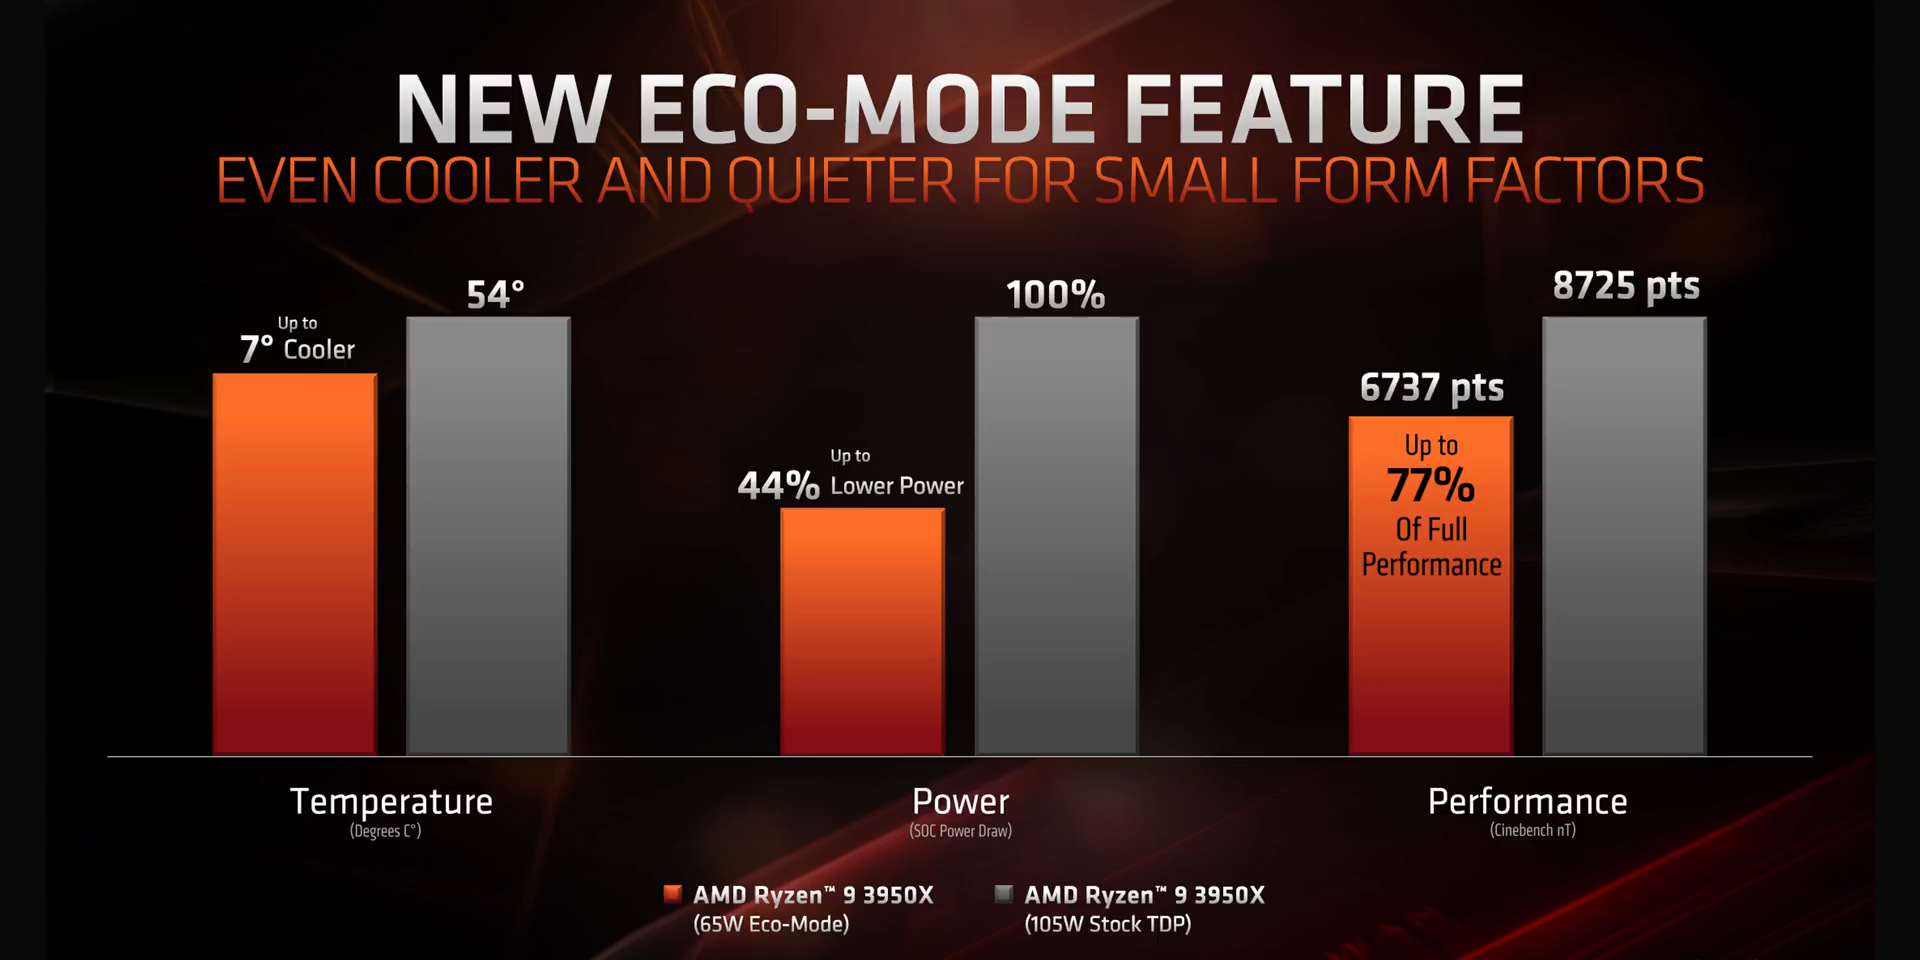 NEW ECO-MODE FEATURE
EVEN COOLER AND QUIETER FOR SMALL FORM FACTORS
Up to
7° Cooler
54°
Up to
44% Lower Power
100%
6737 pts
Up to
77%
Of Full
Performance
8725 pts
Temperature
(Degrees C°)
Power
(SOC Power Draw)
Performance
(Cinebench nT)
AMD Ryzen™ 9 3950X
(65W Eco-Mode)
AMD Ryzen™ 9 3950X
(105W Stock TDP)